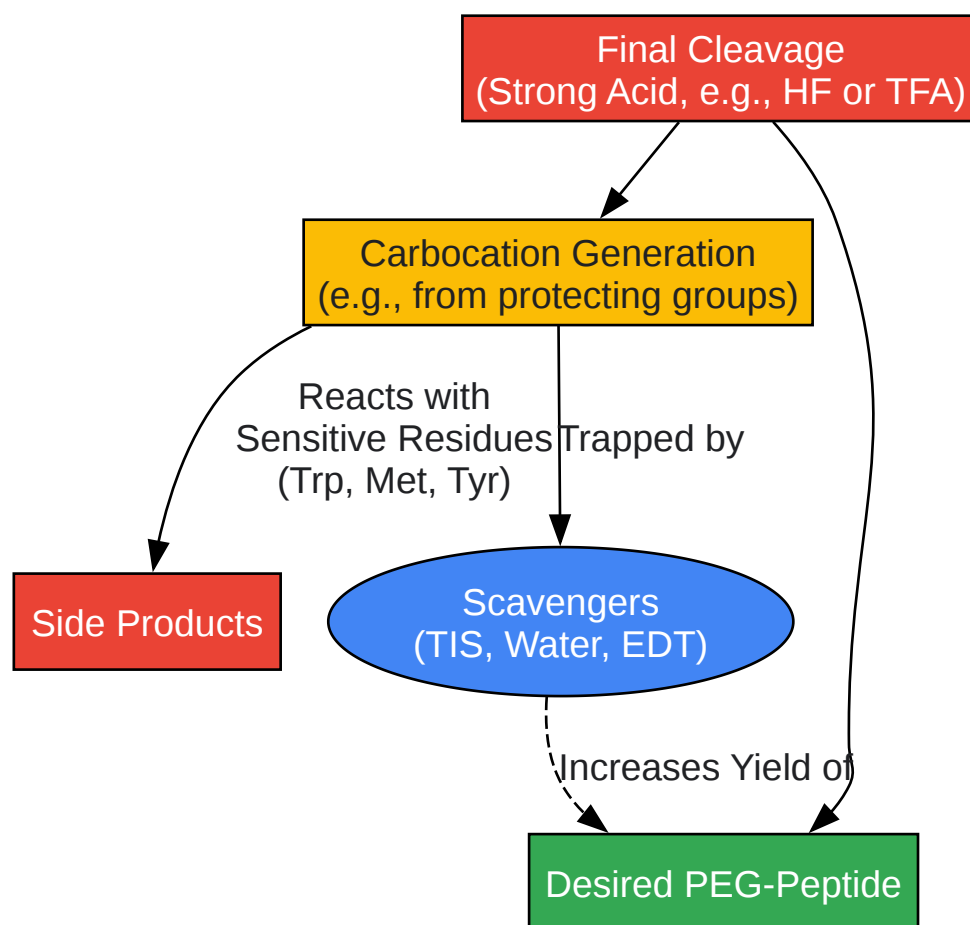 Final Cleavage
(Strong Acid, e.g., HF or TFA)
Carbocation Generation
(e.g., from protecting groups)
Reacts with
Sensitive Residues
(Trp, Met, Tyr)
Trapped by
Side Products
Scavengers
(TIS, Water, EDT)
Increases Yield of
Desired PEG-Peptide